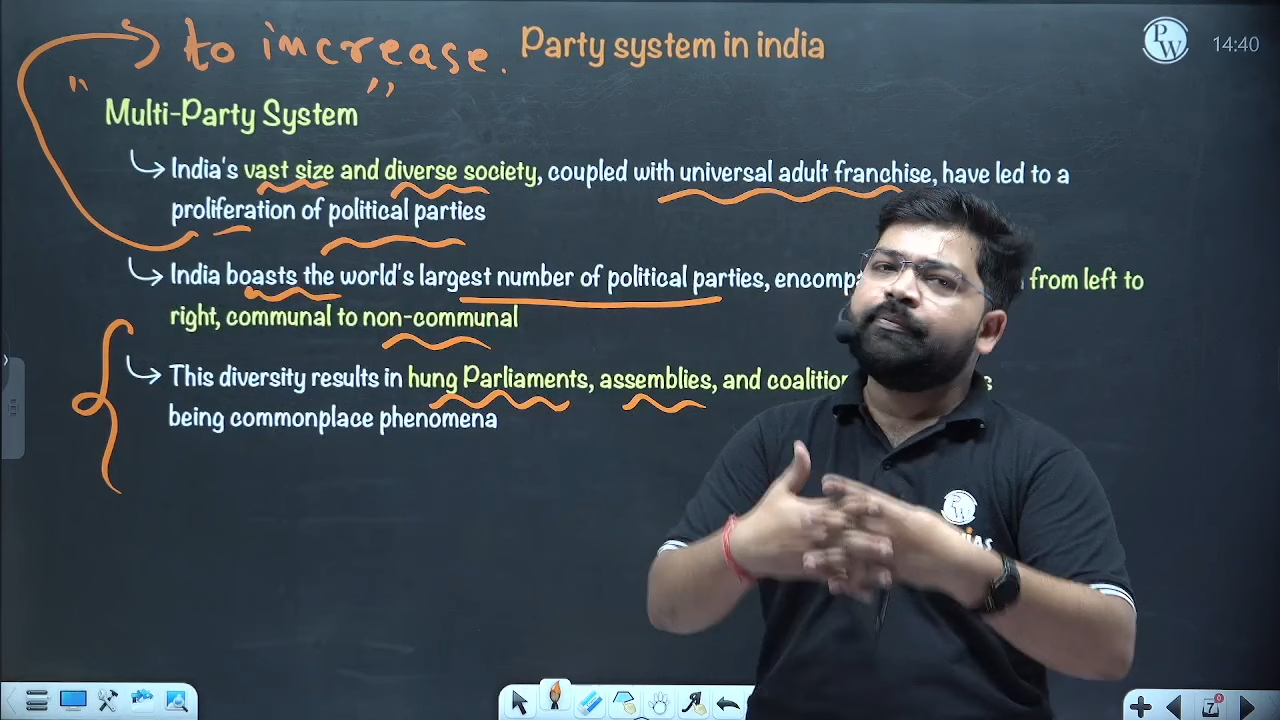 to increase.
Party system in india
PW
14:40
" "
Multi-Party System
India's vast size and diverse society, coupled with universal adult franchise, have led to a
proliferation of political parties
India boasts the world's largest number of political parties, from left to
right, communal to non-communal
This diversity results in hung Parliaments, assemblies, and
being commonplace phenomena
PW
7